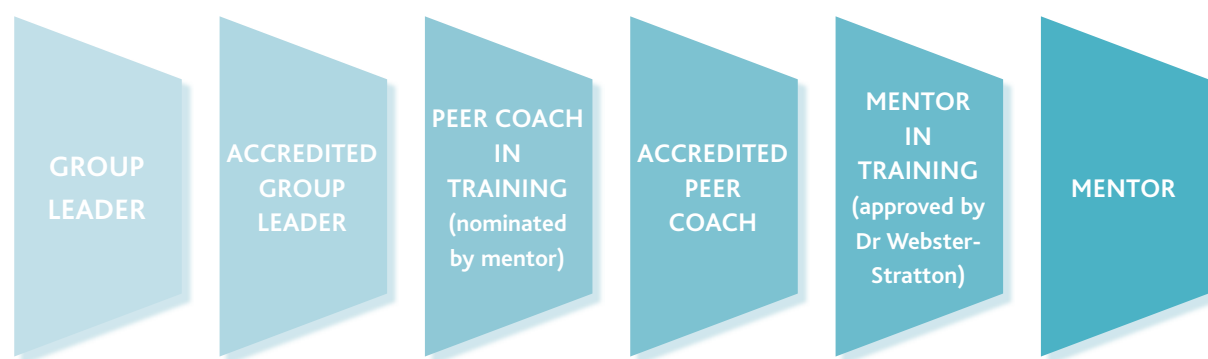 GROUP
LEADER
ACCREDITED
GROUP
LEADER
PEER COACH
IN
TRAINING
(nominated
by mentor)
ACCREDITED
PEER
COACH
MENTOR
IN
TRAINING
(approved by
Dr Webster-
Stratton)
MENTOR